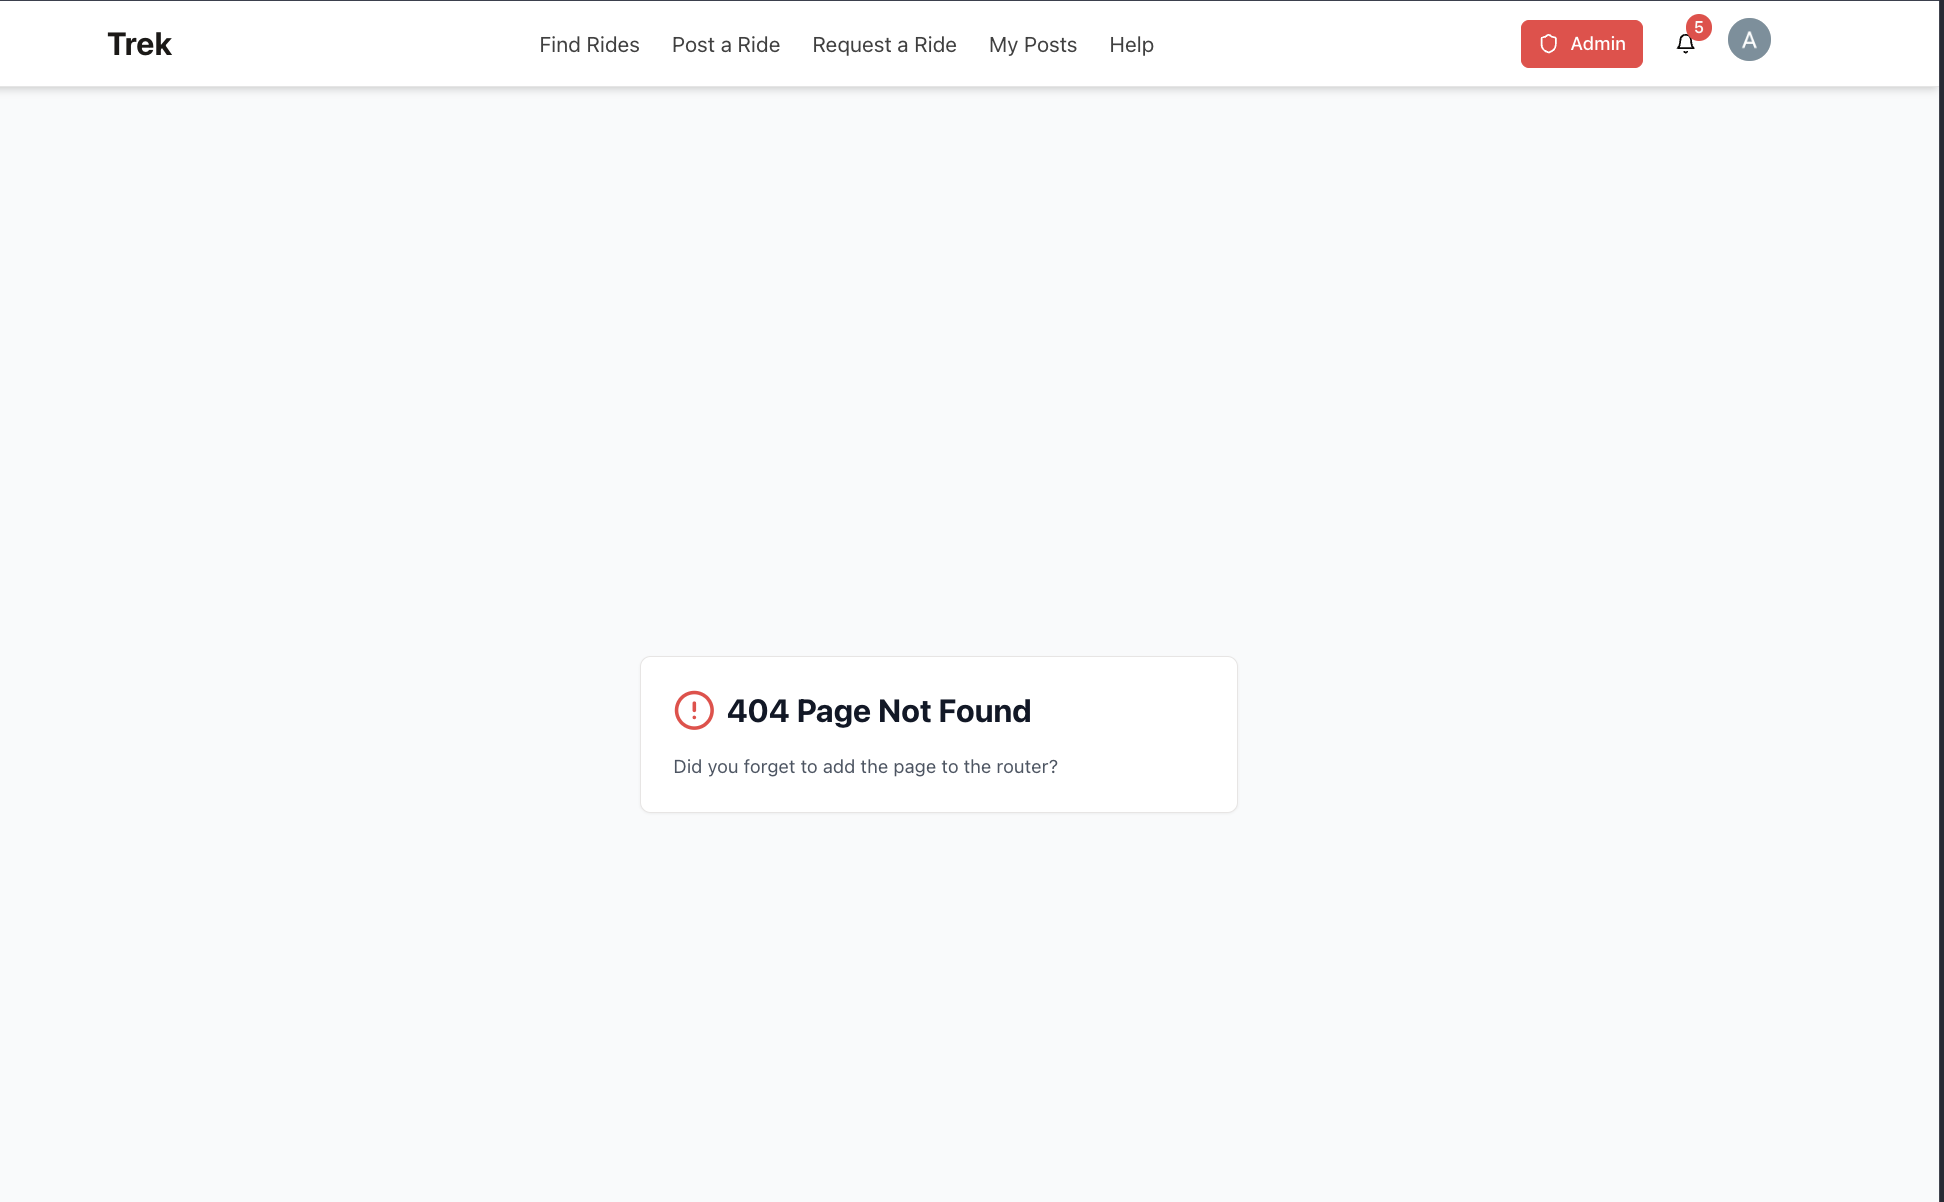 Trek
Find Rides
Post a Ride
Request a Ride
My Posts
Help
Admin
5
A
404 Page Not Found
Did you forget to add the page to the router?